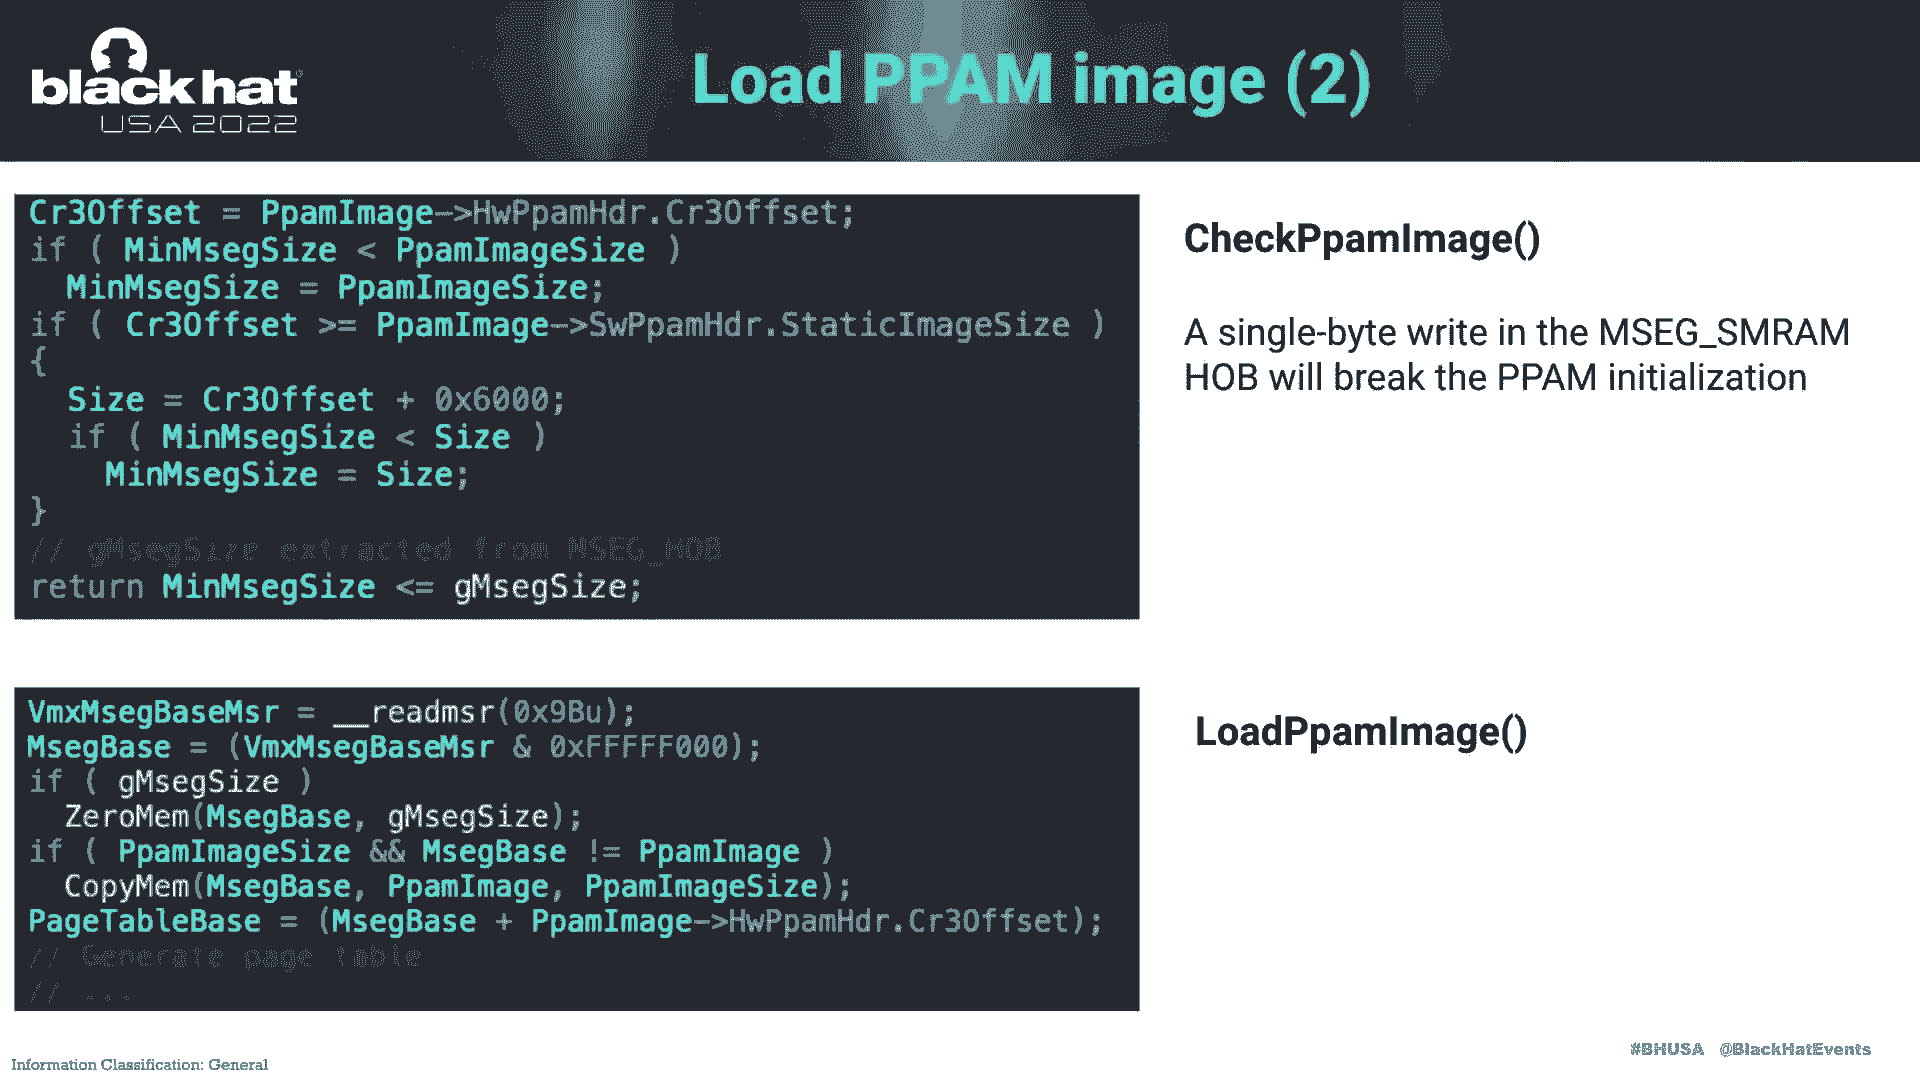 black hat®
USA 2022
Load PPAM image (2)
Cr3Offset = PpamImage->HwPpamHdr.Cr3Offset;
if ( MinMsegSize < PpamImageSize )
MinMsegSize = PpamImageSize;
if ( Cr3Offset >= PpamImage->SwPpamHdr.StaticImageSize )
{
Size = Cr3Offset + 0x6000;
if ( MinMsegSize < Size )
MinMsegSize = Size;
}
// gMsegSize extracted from MSEG_HOB
return MinMsegSize <= gMsegSize;
CheckPpamImage()
A single-byte write in the MSEG_SMRAM
HOB will break the PPAM initialization
VmxMsegBaseMsr = __readmsr(0x9Bu);
MsegBase = (VmxMsegBaseMsr & 0xFFFFF000);
if ( gMsegSize )
ZeroMem(MsegBase, gMsegSize);
if ( PpamImageSize && MsegBase != PpamImage )
CopyMem(MsegBase, PpamImage, PpamImageSize);
PageTableBase = (MsegBase + PpamImage->HwPpamHdr.Cr3Offset);
// Generate page table
// ...
LoadPpamImage()
Information Classification: General
#BHUSA @BlackHatEvents